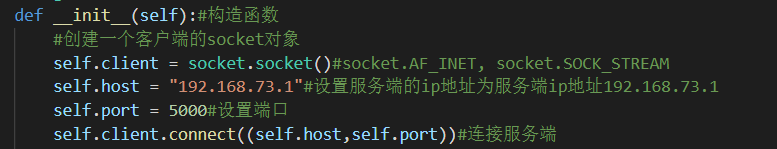 def __init__(self):#构造函数
#创建一个客户端的socket对象
self.client = socket.socket()#socket.AF_INET, socket.SOCK_STREAM
self.host = "192.168.73.1"#设置服务端的ip地址为服务端ip地址192.168.73.1
self.port = 5000#设置端口
self.client.connect((self.host,self.port))#连接服务端